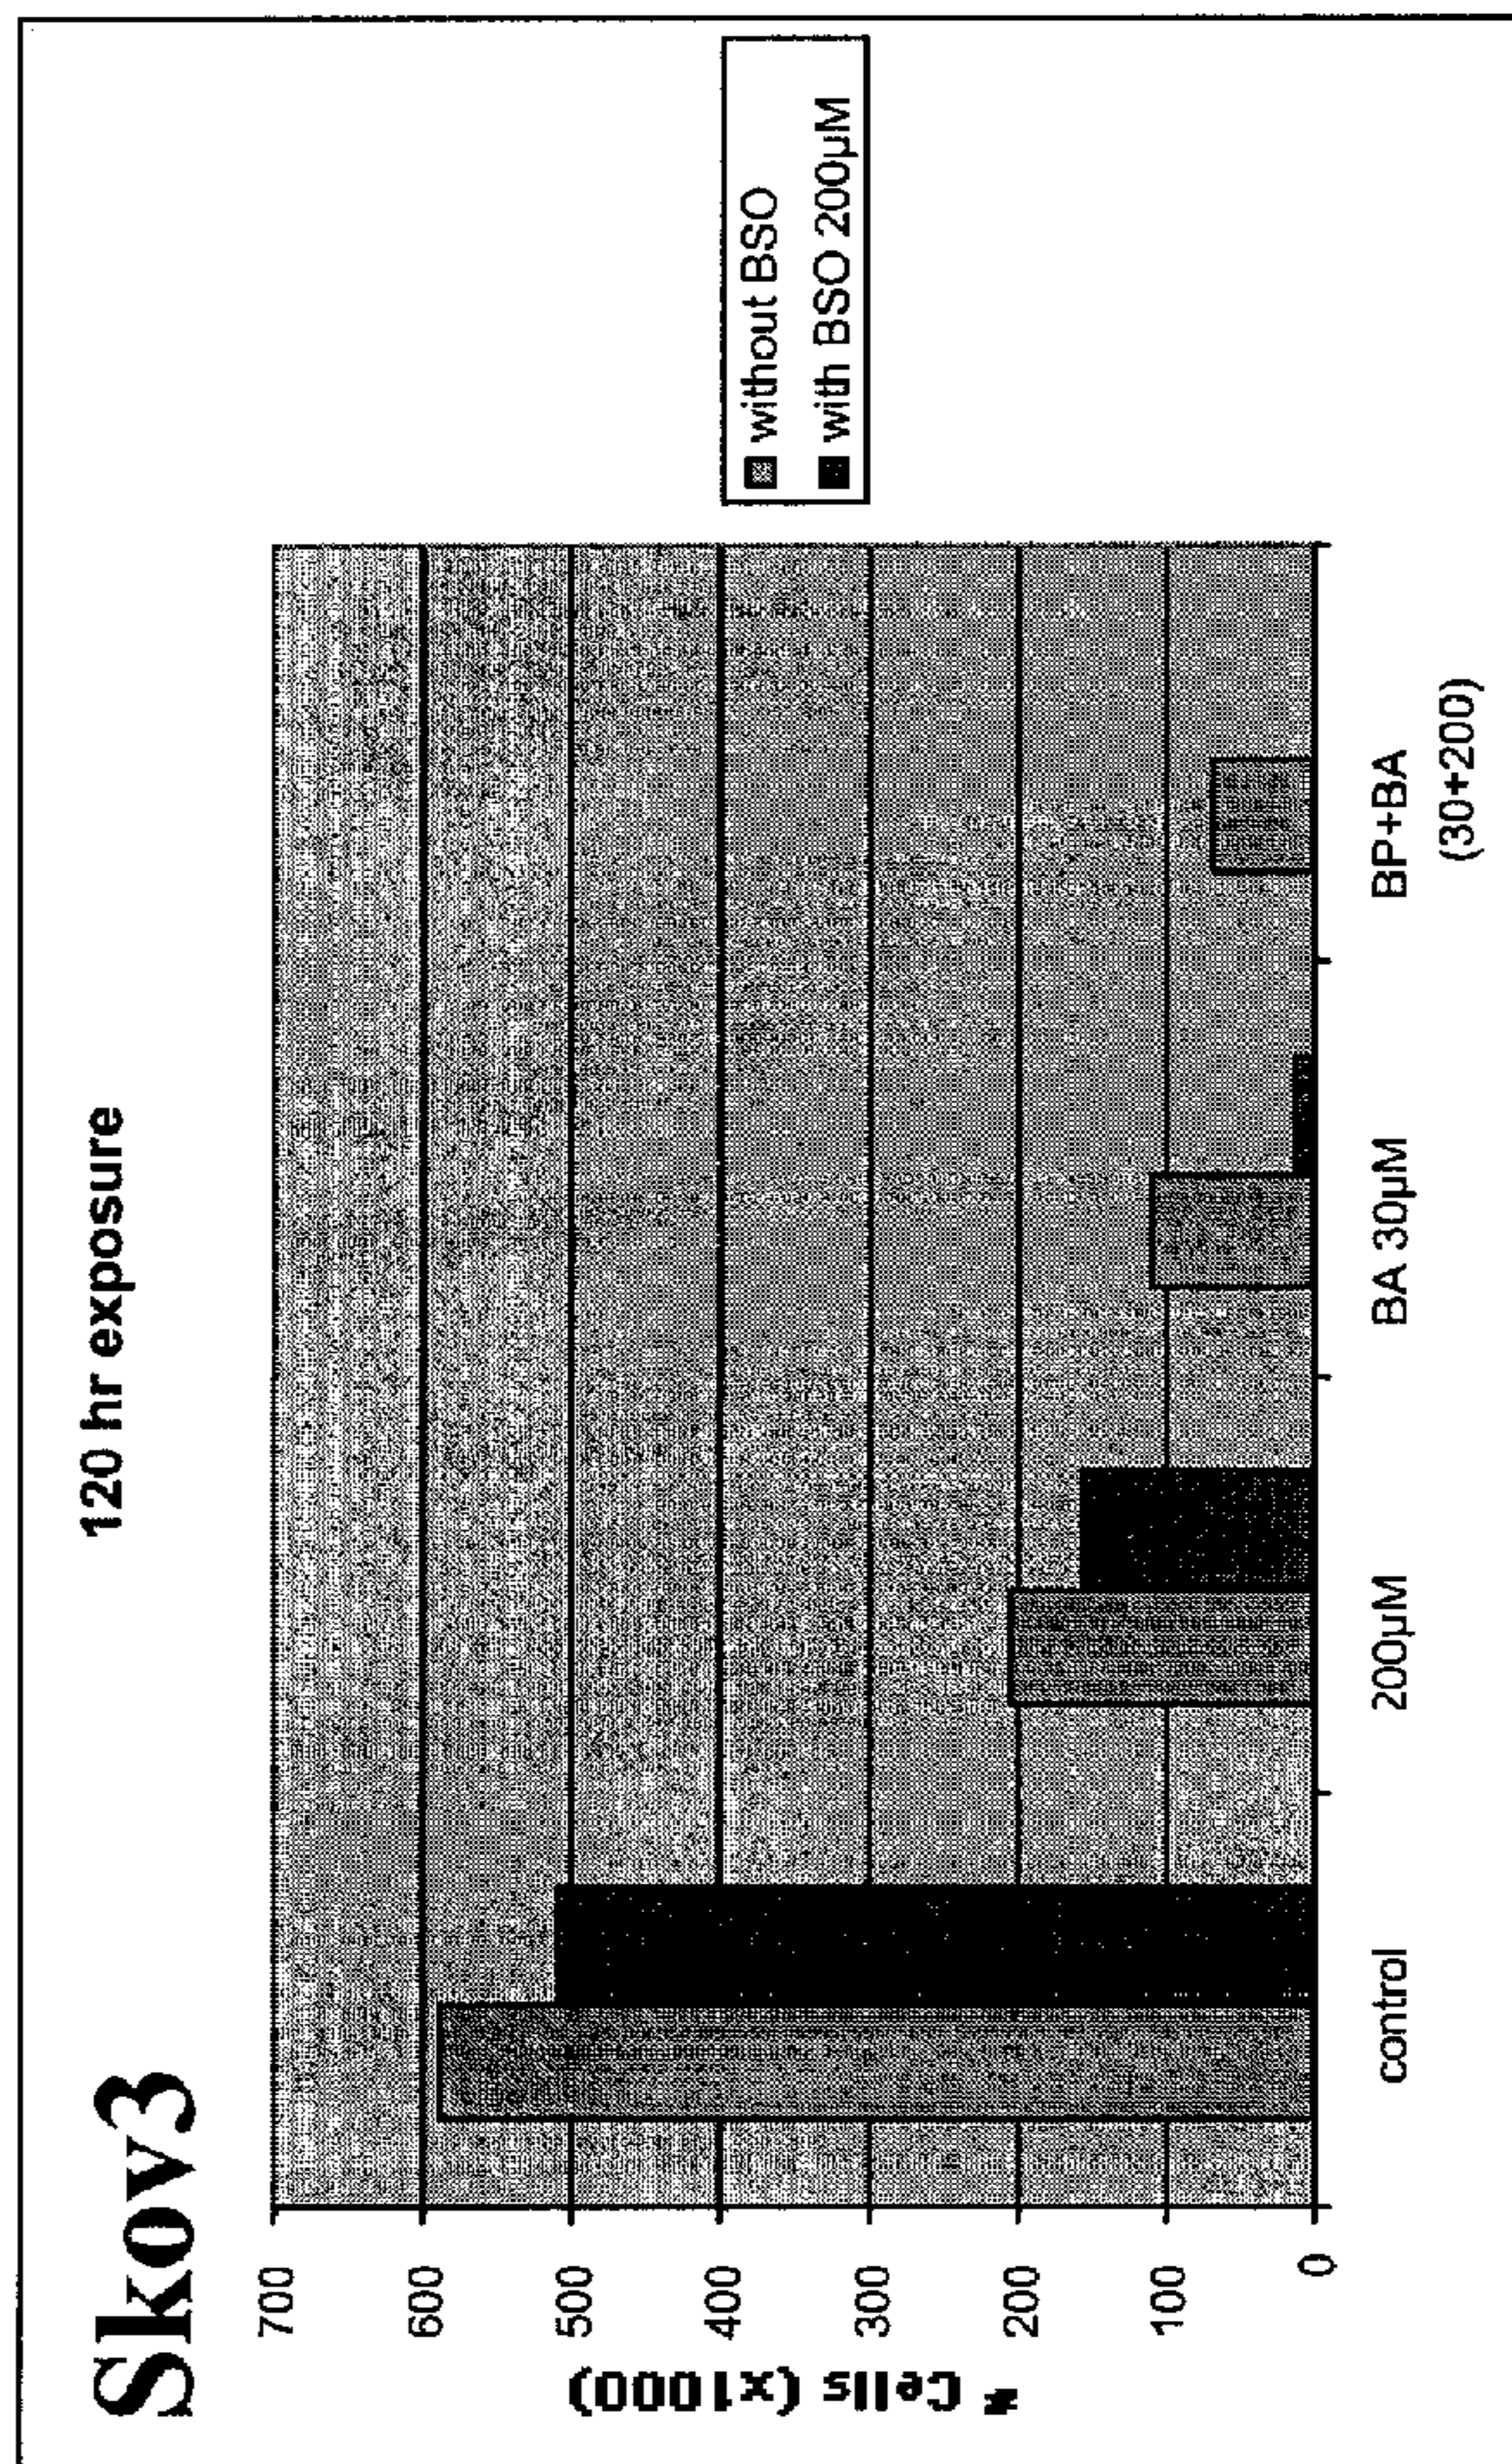 Skov3
120 hr exposure
700
600
500
400
300
200
100
0
# Cells (x1000)
control
200µM
BA 30µM
BP+BA
(30+200)
without BSO
with BSO 200µM